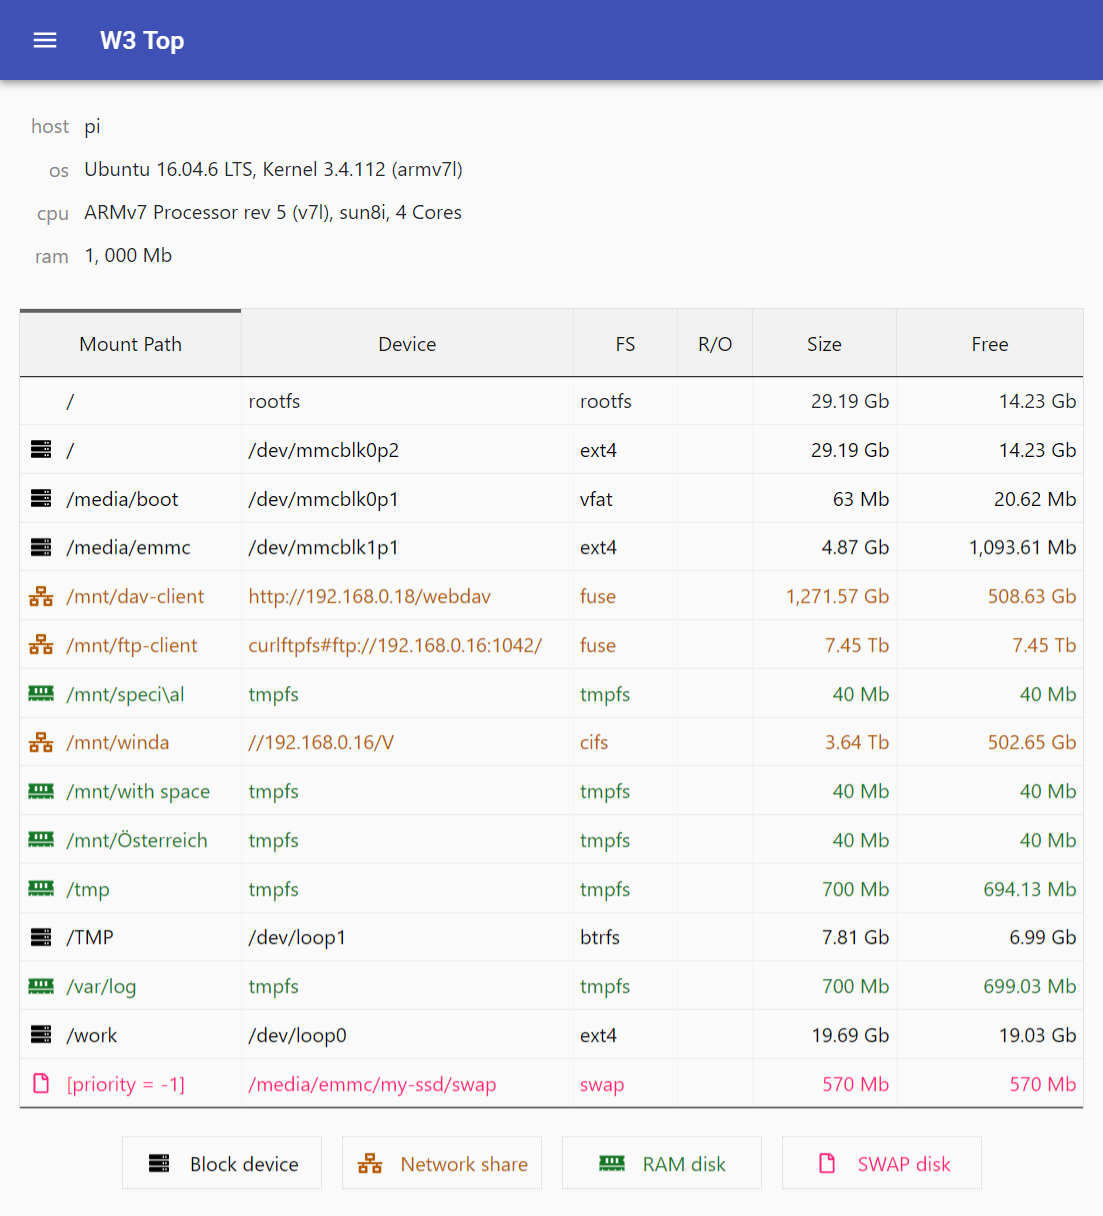 W3 Top
host pi
os Ubuntu 16.04.6 LTS, Kernel 3.4.112 (armv7l)
cpu ARMv7 Processor rev 5 (v7l), sun8i, 4 Cores
ram 1, 000 Mb
Mount Path Device FS R/O Size Free
/ rootfs rootfs 29.19 Gb 14.23 Gb
/ /dev/mmcblk0p2 ext4 29.19 Gb 14.23 Gb
/media/boot /dev/mmcblk0p1 vfat 63 Mb 20.62 Mb
/media/emmc /dev/mmcblk1p1 ext4 4.87 Gb 1,093.61 Mb
/mnt/dav-client http://192.168.0.18/webdav fuse 1,271.57 Gb 508.63 Gb
/mnt/ftp-client curlftpfs#ftp://192.168.0.16:1042/ fuse 7.45 Tb 7.45 Tb
/mnt/speci\al tmpfs tmpfs 40 Mb 40 Mb
/mnt/winda //192.168.0.16/V cifs 3.64 Tb 502.65 Gb
/mnt/with space tmpfs tmpfs 40 Mb 40 Mb
/mnt/Österreich tmpfs tmpfs 40 Mb 40 Mb
/tmp tmpfs tmpfs 700 Mb 694.13 Mb
/TMP /dev/loop1 btrfs 7.81 Gb 6.99 Gb
/var/log tmpfs tmpfs 700 Mb 699.03 Mb
/work /dev/loop0 ext4 19.69 Gb 19.03 Gb
[priority = -1] /media/emmc/my-ssd/swap swap 570 Mb 570 Mb
Block device Network share RAM disk SWAP disk